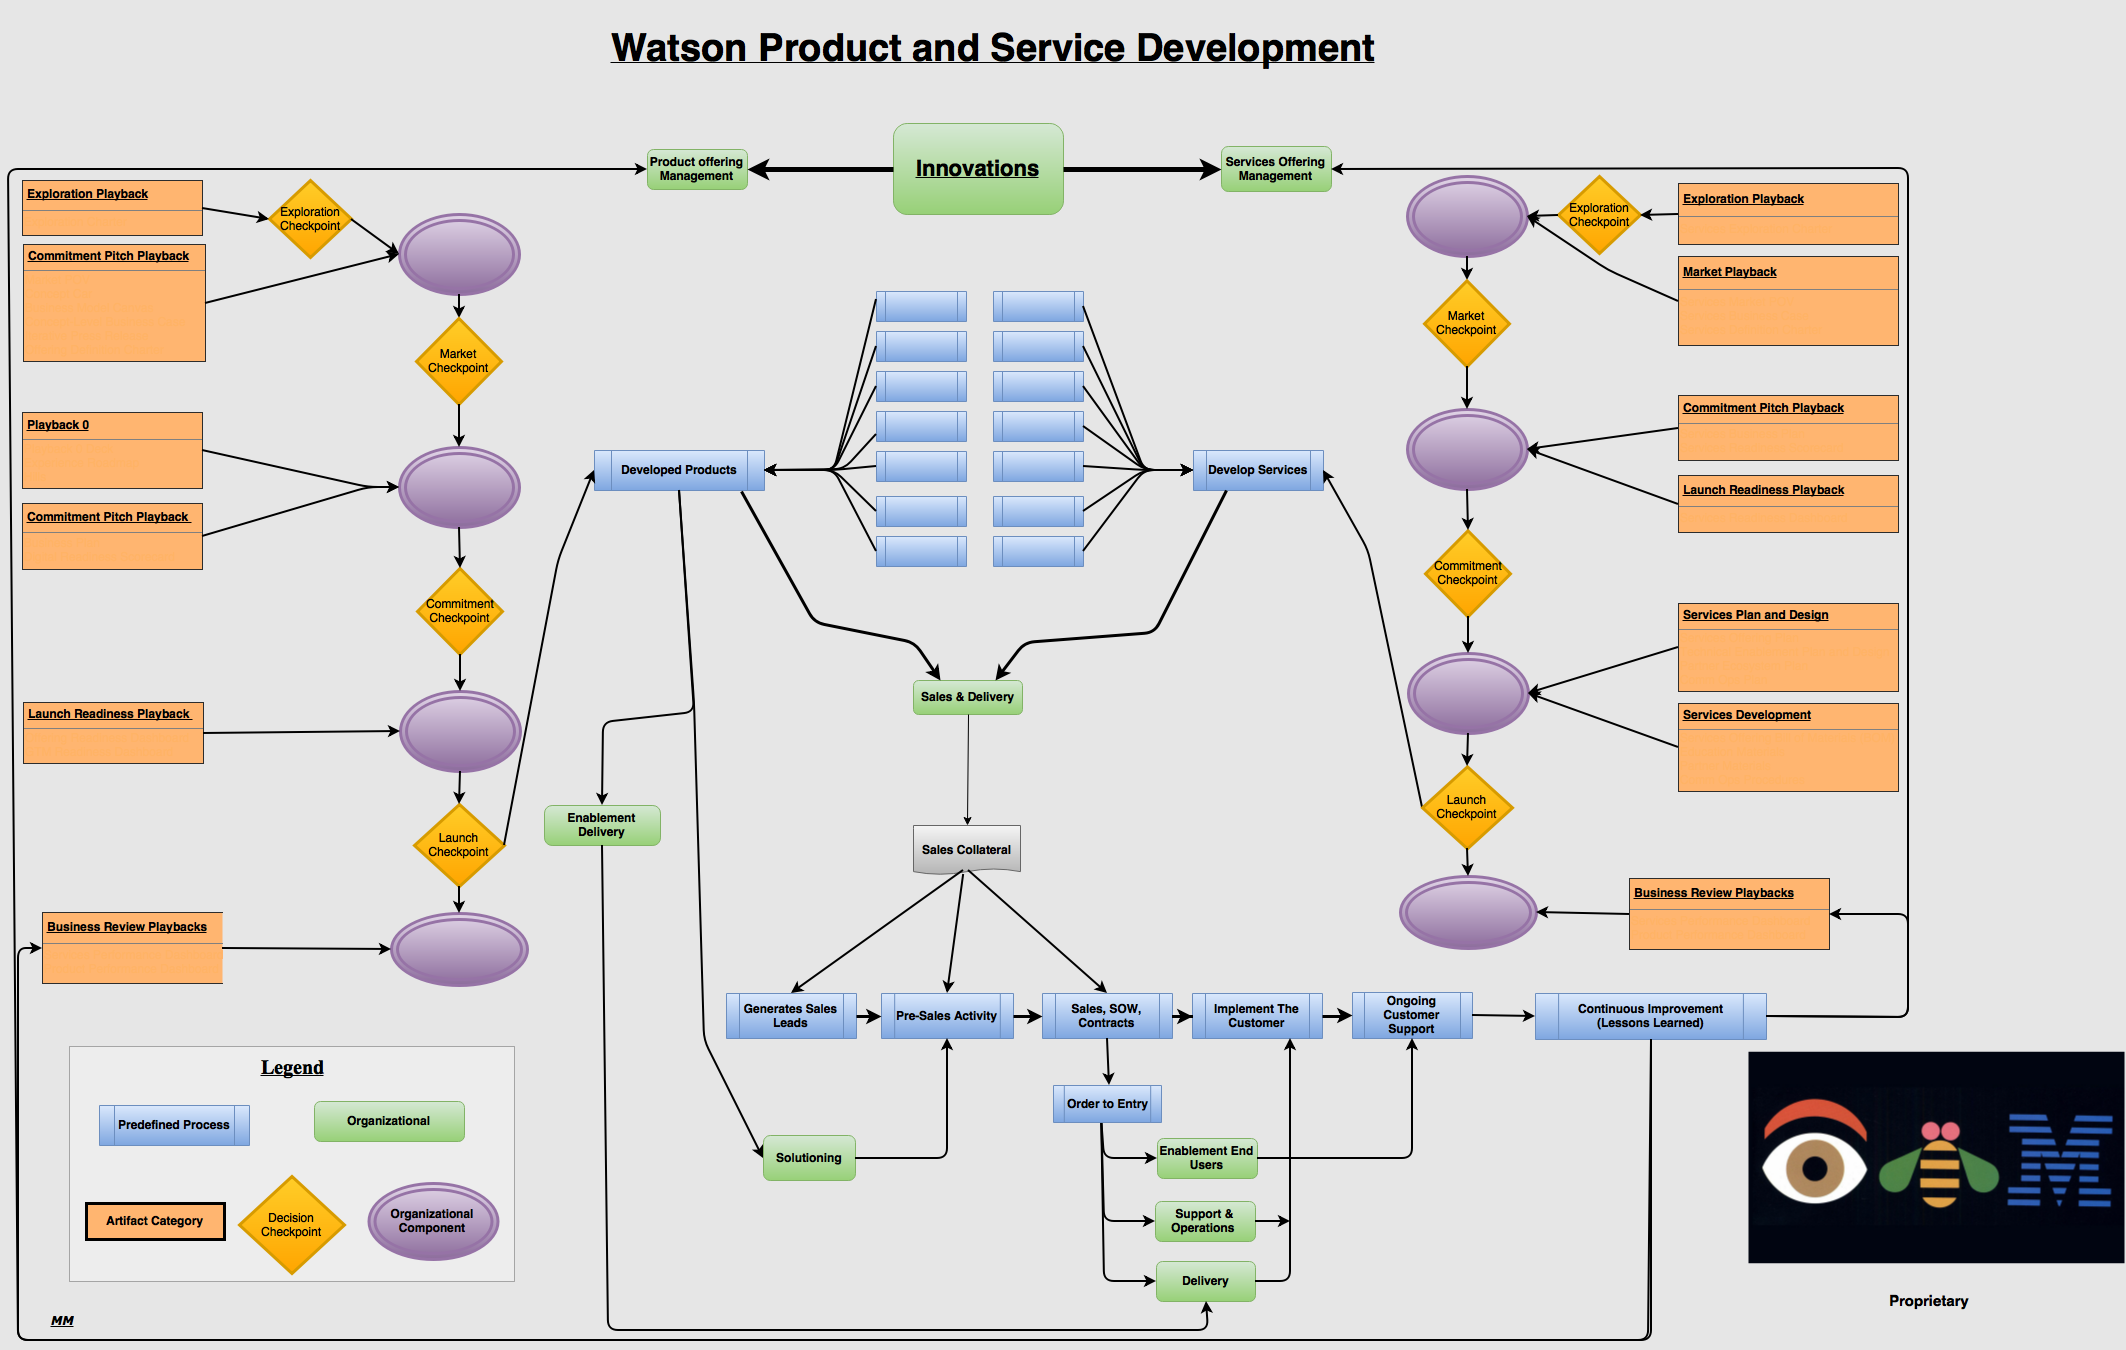 Watson Product and Service Development
Product offering
Management
Innovations
Services Offering
Management
Exploration Playback
Exploration
Checkpoint
Commitment Pitch Playback
Market
Checkpoint
Playback 0
Commitment Pitch Playback
Commitment
Checkpoint
Launch Readiness Playback
Launch
Checkpoint
Business Review Playbacks
Developed Products
Develop Services
Sales & Delivery
Enablement
Delivery
Sales Collateral
Exploration
Checkpoint
Exploration Playback
Market Playback
Market
Checkpoint
Commitment Pitch Playback
Launch Readiness Playback
Commitment
Checkpoint
Services Plan and Design
Services Development
Launch
Checkpoint
Business Review Playbacks
Generates Sales
Leads
Pre-Sales Activity
Sales, SOW,
Contracts
Implement The
Customer
Ongoing
Customer
Support
Continuous Improvement
(Lessons Learned)
Order to Entry
Solutioning
Enablement End
Users
Support &
Operations
Delivery
Legend
Predefined Process
Organizational
Artifact Category
Decision
Checkpoint
Organizational
Component
MM
M
Proprietary